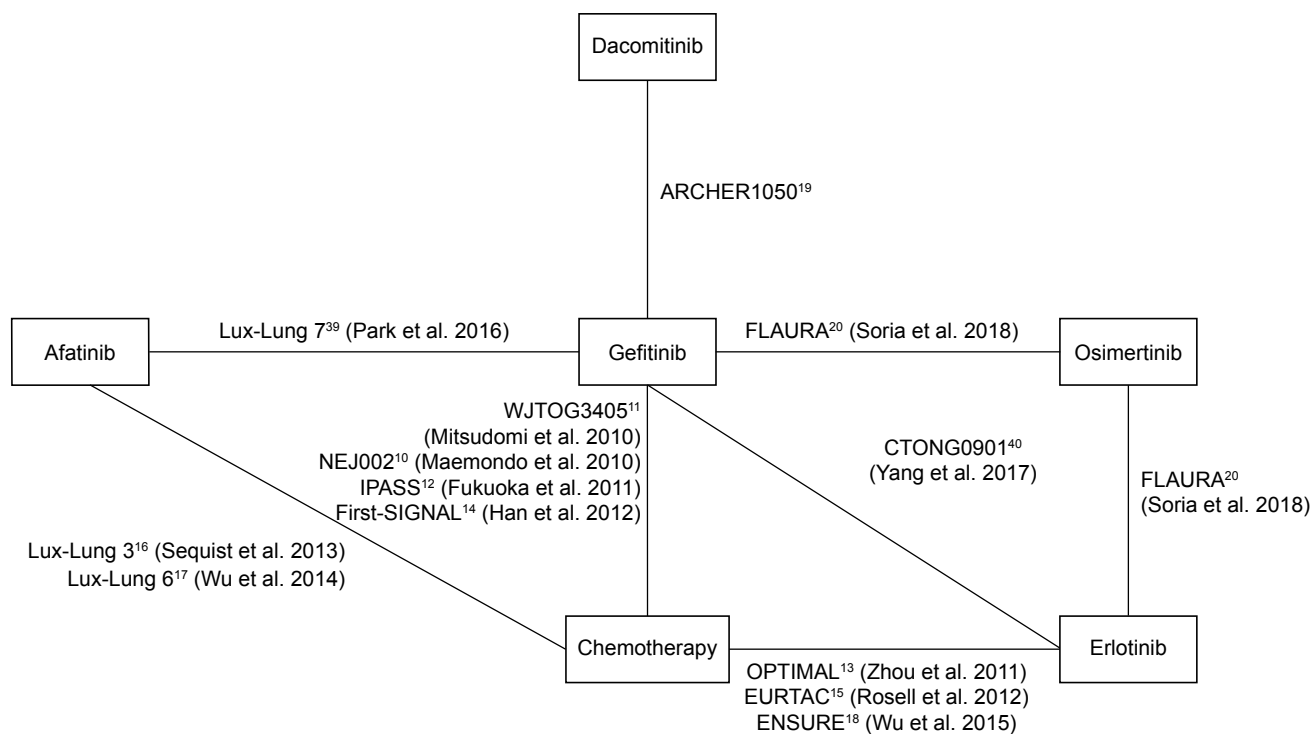 Dacomitinib
ARCHER1050¹⁹
Lux-Lung 7³⁹ (Park et al. 2016)
FLAURA²⁰ (Soria et al. 2018)
Afatinib
Gefitinib
Osimertinib
WJTOG3405¹¹
(Mitsudomi et al. 2010)
NEJ002¹⁰ (Maemondo et al. 2010)
IPASS¹² (Fukuoka et al. 2011)
First-SIGNAL¹⁴ (Han et al. 2012)
CTONG0901⁴⁰
(Yang et al. 2017)
FLAURA²⁰
(Soria et al. 2018)
Lux-Lung 3¹⁶ (Sequist et al. 2013)
Lux-Lung 6¹⁷ (Wu et al. 2014)
Chemotherapy
Erlotinib
OPTIMAL¹³ (Zhou et al. 2011)
EURTAC¹⁵ (Rosell et al. 2012)
ENSURE¹⁸ (Wu et al. 2015)